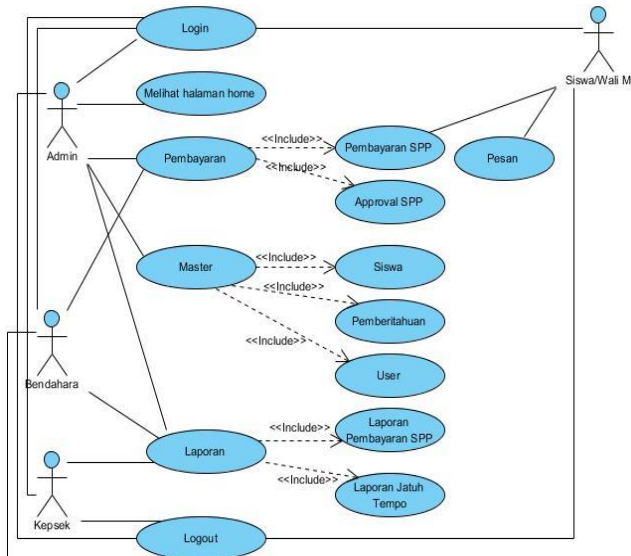 Login
Siswa/Wali M
Melihat halaman home
Admin
<<Include>>
Pembayaran
Pembayaran SPP
Pesan
<<Include>>
Approval SPP
Master
<<Include>>
Siswa
<<Include>>
Pemberitahuan
<<Include>>
User
Bendahara
Laporan
<<Include>>
Laporan
Pembayaran SPP
<<Include>>
Laporan Jatuh
Tempo
Kepsek
Logout